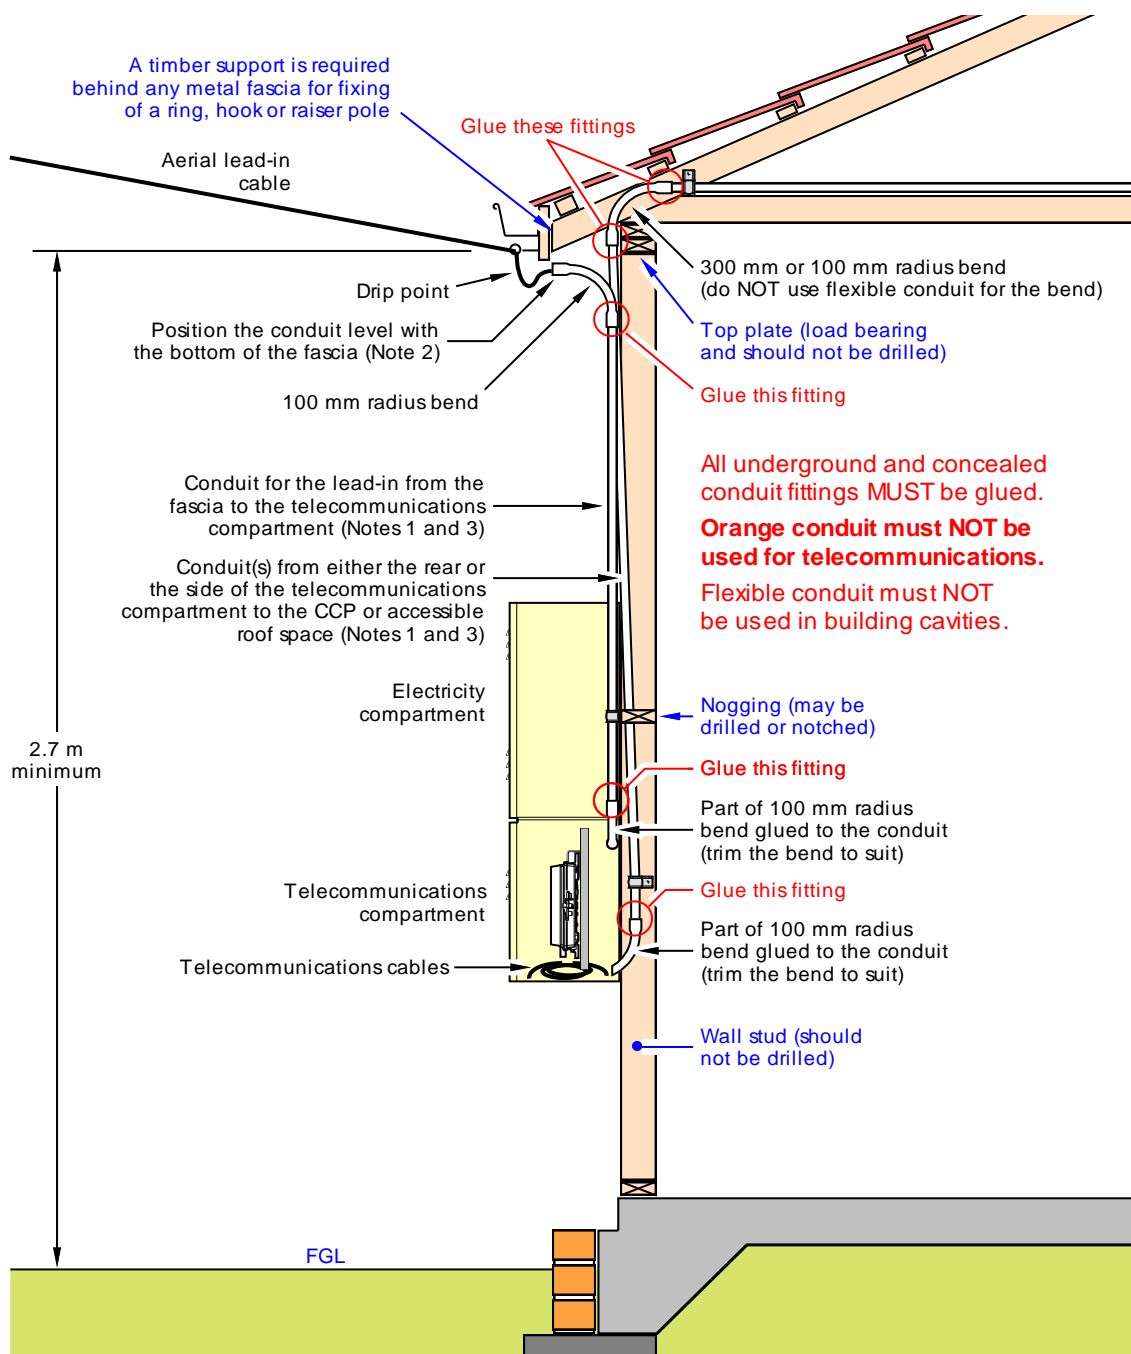 A timber support is required
behind any metal fascia for fixing
of a ring, hook or raiser pole
Glue these fittings
Aerial lead-in
cable
300 mm or 100 mm radius bend
(do NOT use flexible conduit for the bend)
Drip point
Position the conduit level with
the bottom of the fascia (Note 2)
Top plate (load bearing
and should not be drilled)
100 mm radius bend
Glue this fitting
All underground and concealed
conduit fittings MUST be glued.
Orange conduit must NOT be
used for telecommunications.
Flexible conduit must NOT
be used in building cavities.
Conduit for the lead-in from the
fascia to the telecommunications
compartment (Notes 1 and 3)
Conduit(s) from either the rear or
the side of the telecommunications
compartment to the CCP or accessible
roof space (Notes 1 and 3)
Electricity
compartment
Nogging (may be
drilled or notched)
2.7 m
minimum
Glue this fitting
Part of 100 mm radius
bend glued to the conduit
(trim the bend to suit)
Telecommunications
compartment
Glue this fitting
Part of 100 mm radius
bend glued to the conduit
(trim the bend to suit)
Telecommunications cables
Wall stud (should
not be drilled)
FGL